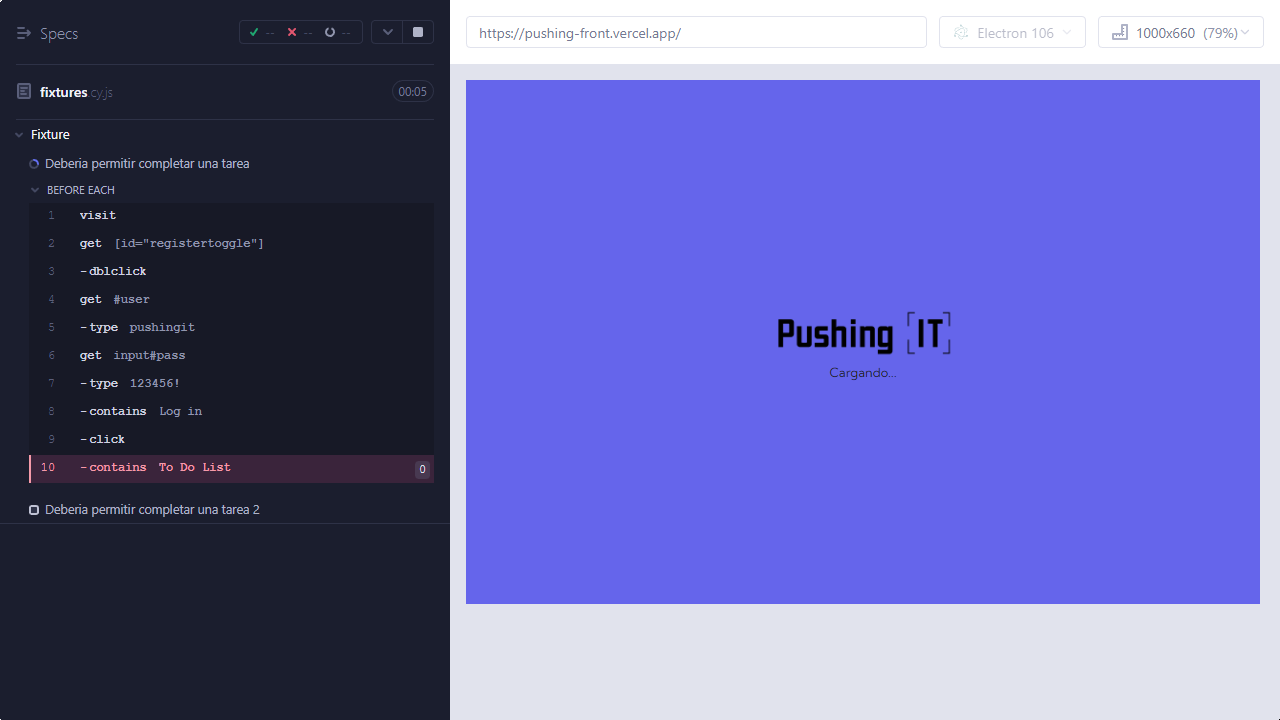 Specs
-- -- --
fixtures cy.js 00:05
Fixture
Deberia permitir completar una tarea
BEFORE EACH
1 visit
2 get [id="registertoggle"]
3 -dblclick
4 get #user
5 -type pushingit
6 get input#pass
7 -type 123456!
8 -contains Log in
9 -click
10 -contains To Do List 0
Deberia permitir completar una tarea 2
https://pushing-front.vercel.app/
Electron 106
1000x660 (79%)
Pushing [IT]
Cargando...